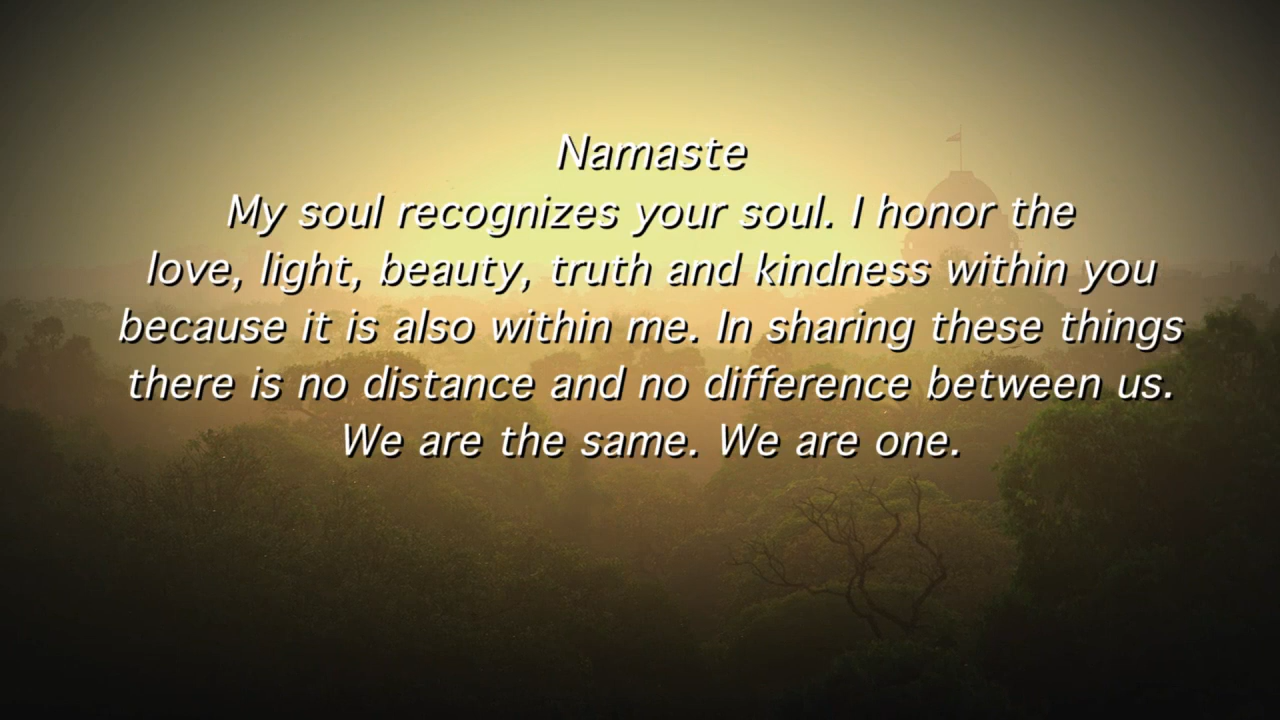 Namaste
My soul recognizes your soul. I honor the
love, light, beauty, truth and kindness within you
because it is also within me. In sharing these things
there is no distance and no difference between us.
We are the same. We are one.